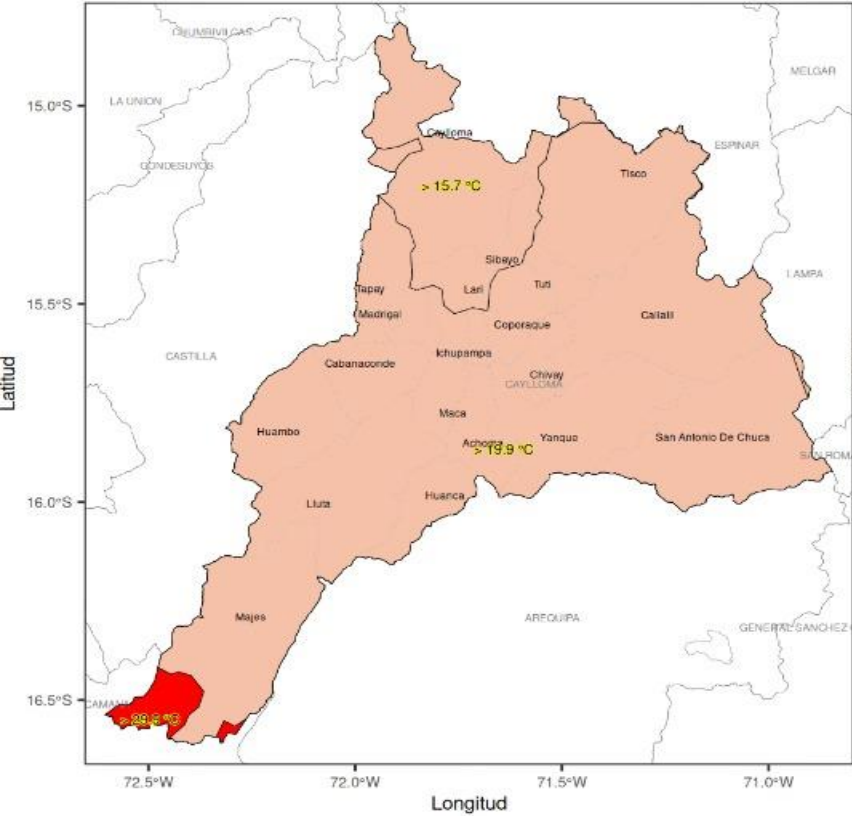 CHUMBIVILCAS
MELGAR
LA UNION
15.0°S
Caylloma
ESPINAR
CONDESUYOS
Tisco
> 15.7 °C
Sibayo
LAMPA
Tapay
Lari
Tuti
15.5°S
Madrigal
Callalli
Coporaque
CASTILLA
Ichupampa
Cabanaconde
Chivay
CAYLLOMA
Latitud
Maca
Huambo
Achoma
Yanque
San Antonio De Chuca
> 19.9 °C
SAN ROMA
Huanca
16.0°S
Lluta
Majes
AREQUIPA
GENERAL SANCHEZ
16.5°S
CAMANA
72.5°W
72.0°W
71.5°W
71.0°W
Longitud